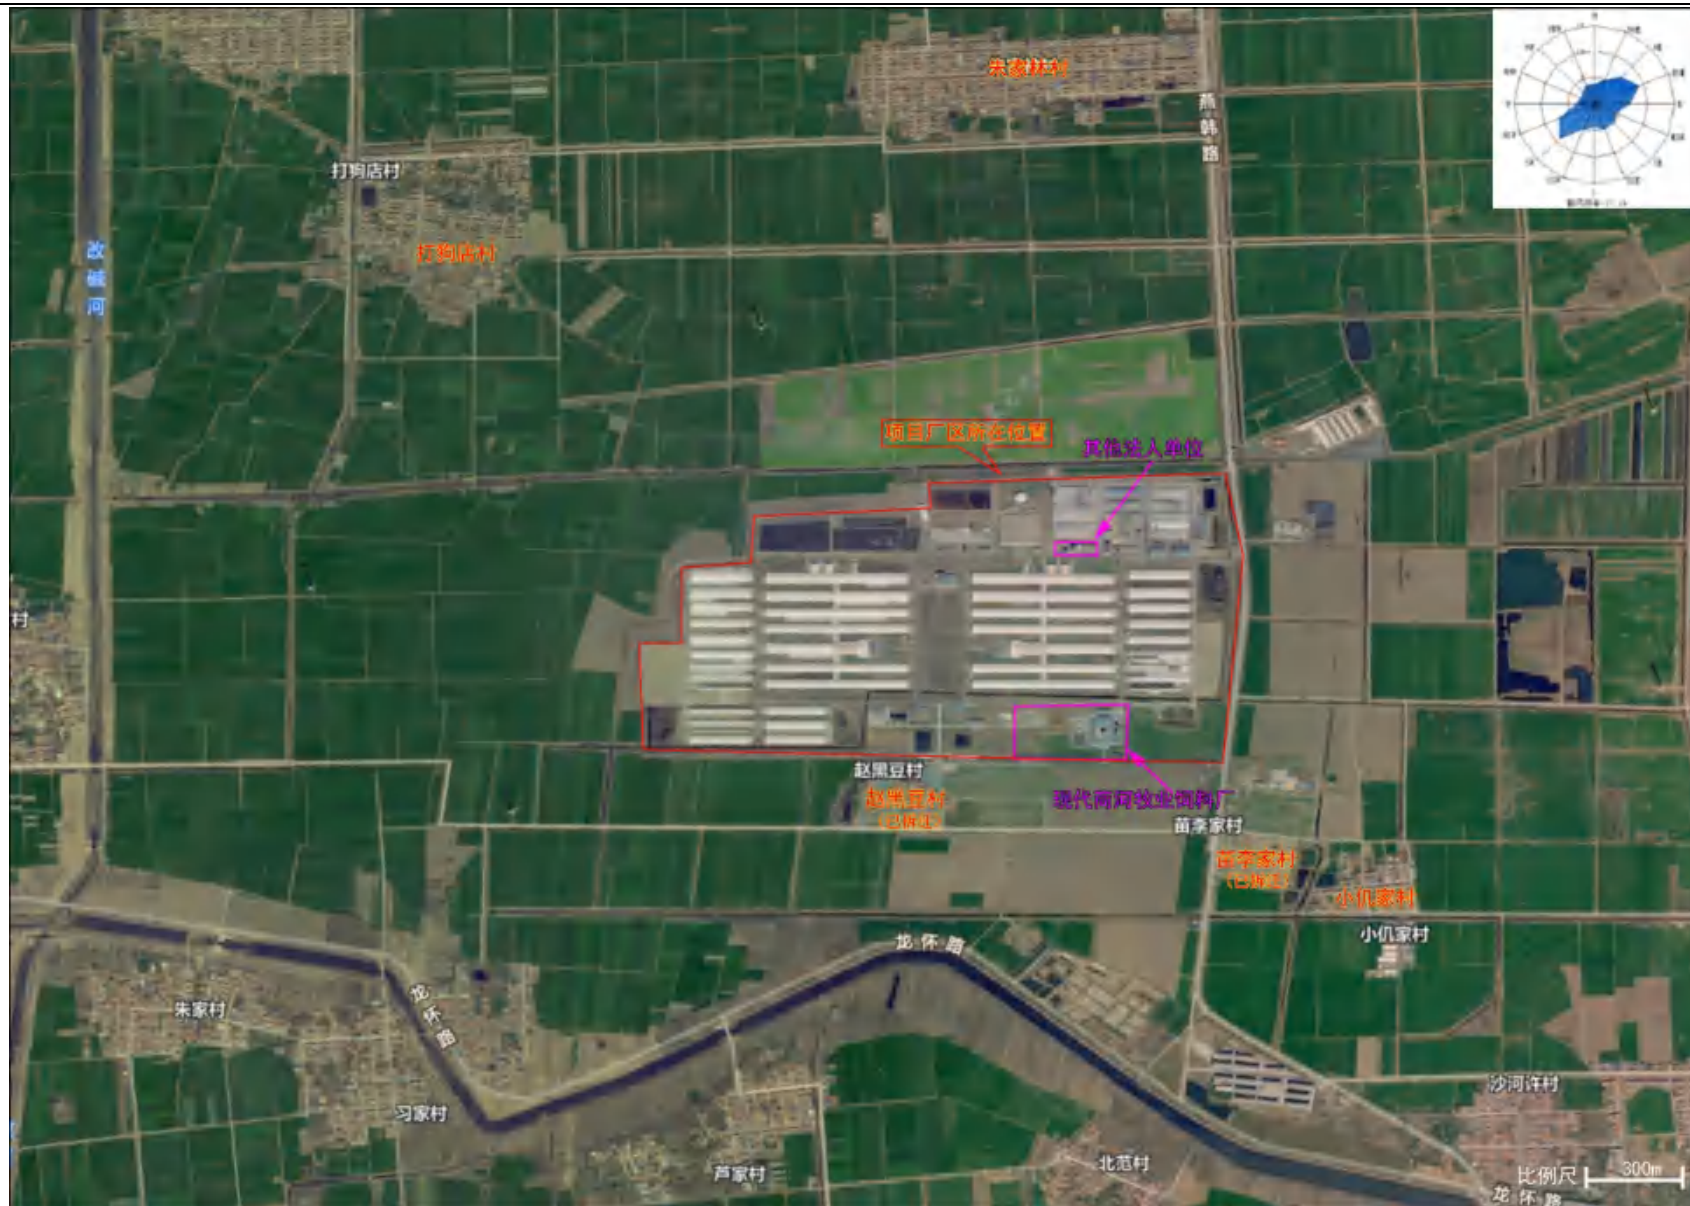 朱家林村
燕韩路
打狗店村
打狗店村
改碱河
项目厂区所在位置
其他法人单位
村
赵黑豆村
赵黑豆村
(已拆迁)
现代商河牧业饲料厂
苗李家村
苗李家村
(已拆迁)
小仉家村
小仉家村
龙怀路
龙怀路
朱家村
习家村
芦家村
北范村
沙河许村
比例尺 300m
龙怀路